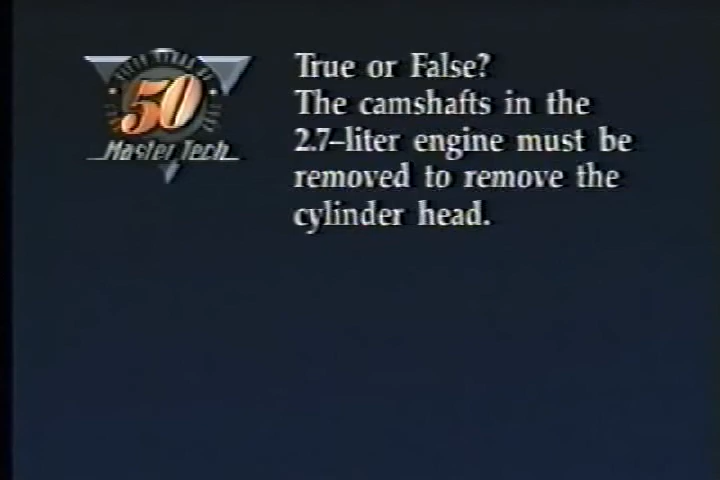 50
Master Tech
True or False?
The camshafts in the
2.7–liter engine must be
removed to remove the
cylinder head.